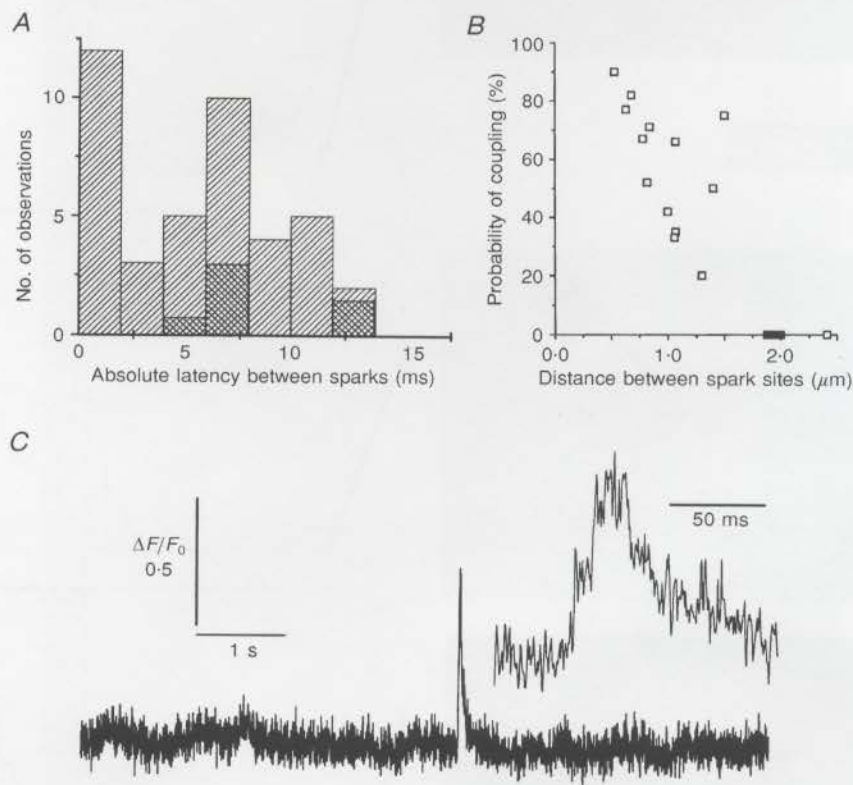 A
10
5
0
No. of observations
0 5 10 15
Absolute latency between sparks (ms)
B
100
80
60
40
20
0
Probability of coupling (%)
0·0 1·0 2·0
Distance between spark sites (μm)
C
ΔF/F0
0·5
1 s
50 ms